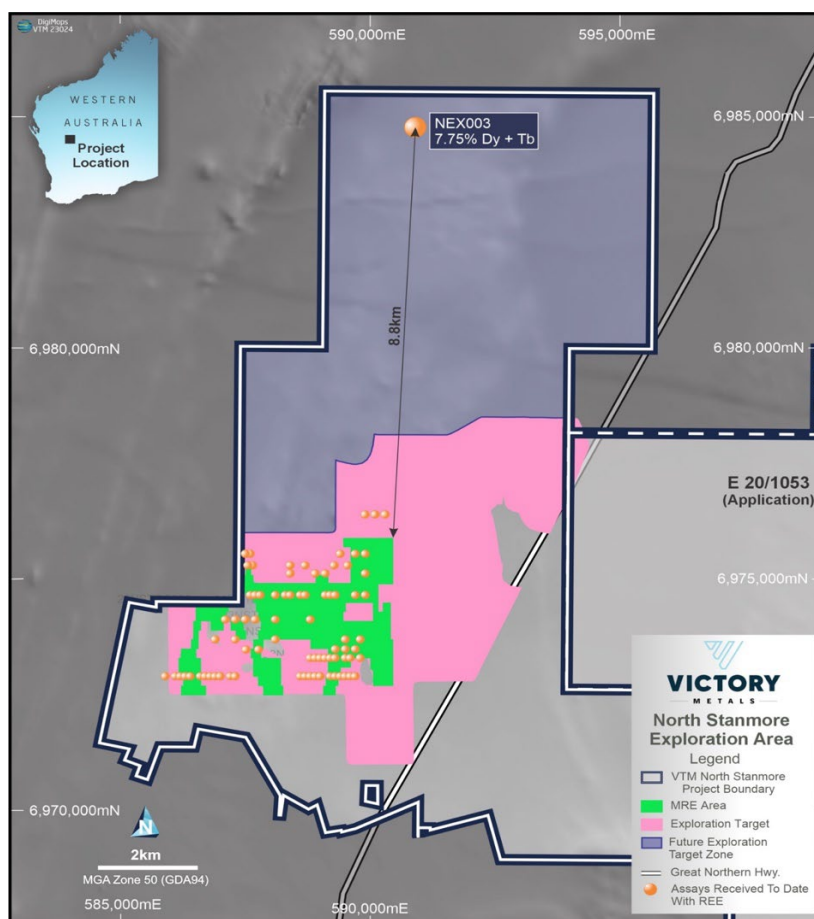 DigiMaps
VTM 23024
590,000mE
595,000mE
WESTERN
AUSTRALIA
Project
Location
NEX003
7.75% Dy + Tb
6,985,000mN
8.8km
6,980,000mN
6,980,000mN
E 20/1053
(Application)
6,975,000mN
6,970,000mN
N
2km
MGA Zone 50 (GDA94)
585,000mE
590,000mE
VICTORY
METALS
North Stanmore
Exploration Area
Legend
VTM North Stanmore
Project Boundary
MRE Area
Exploration Target
Future Exploration
Target Zone
Great Northern Hwy.
Assays Received To Date
With REE